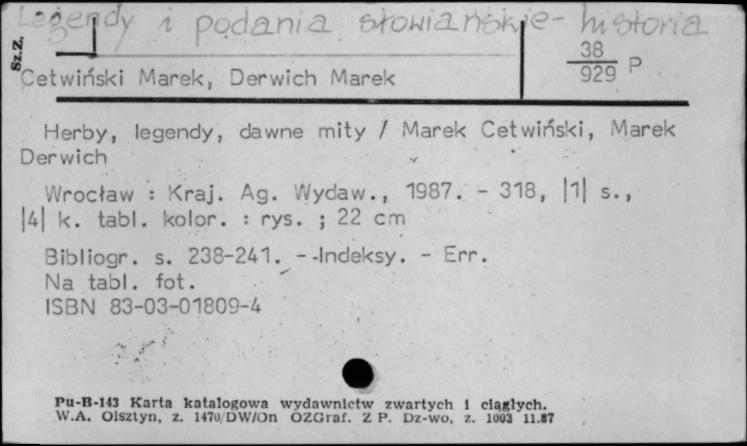 Legendy i podania słowiańskie - historia
Sz.Z.
38
929 P
Cetwiński Marek, Derwich Marek
Herby, legendy, dawne mity / Marek Cetwiński, Marek
Derwich
Wrocław : Kraj. Ag. Wydaw., 1987. - 318, |1| s.,
|4| k. tabl. kolor. : rys. ; 22 cm
Bibliogr. s. 238-241. - -Indeksy. - Err.
Na tabl. fot.
ISBN 83-03-01809-4
Pu-B-143 Karta katalogowa wydawnictw zwartych i ciągłych.
W.A. Olsztyn, z. 1470/DW/On OZGraf. Z P. Dz-wo, z. 1003 11.87